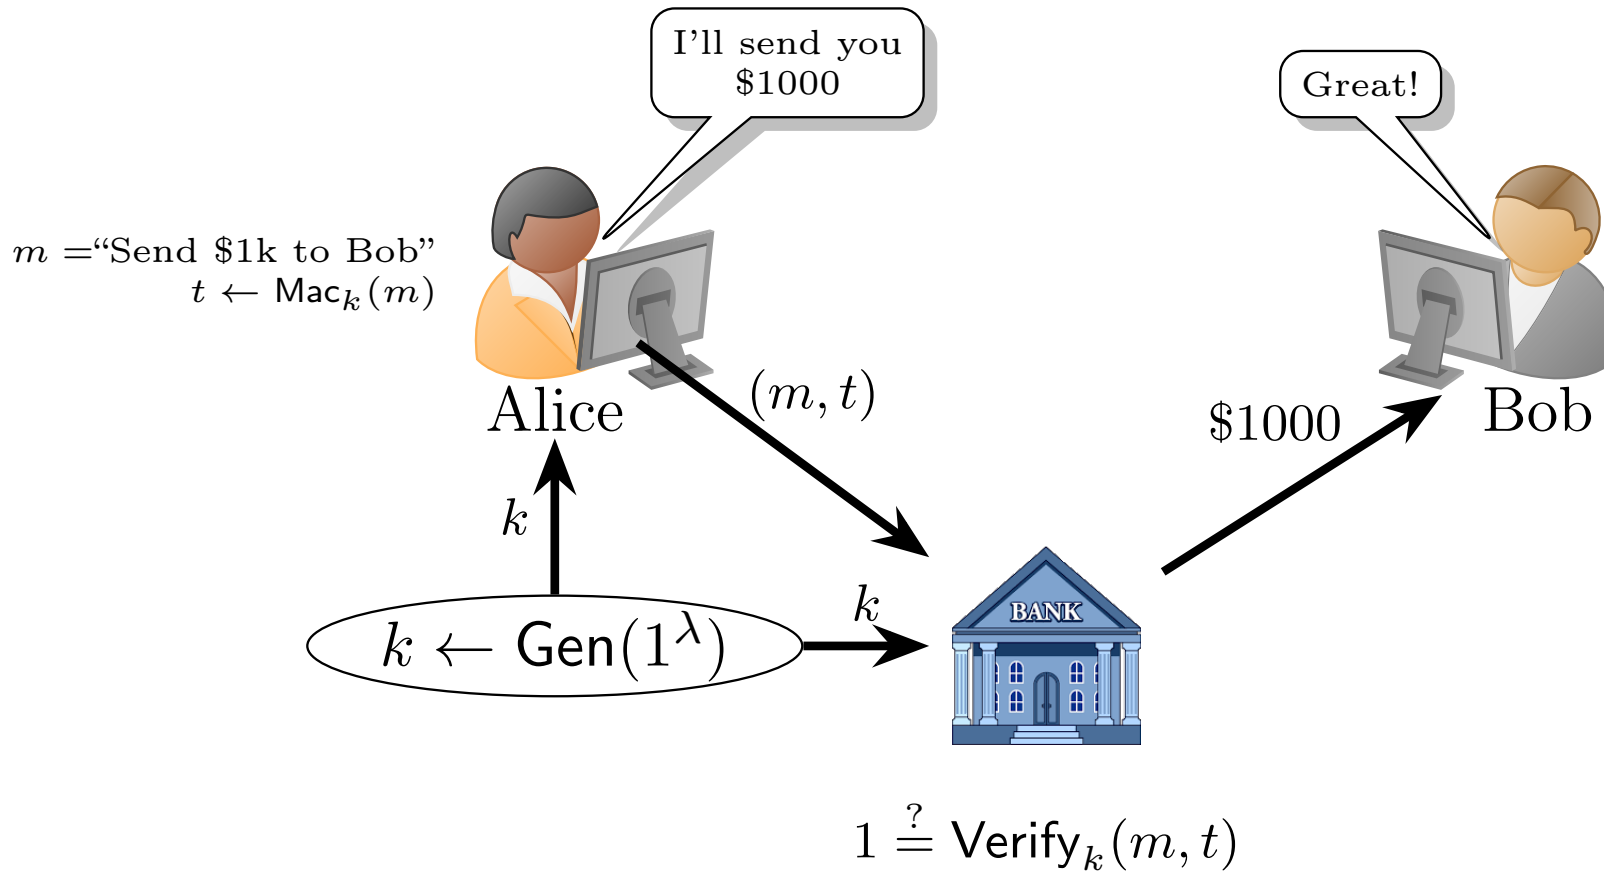 I'll send you
$1000
Great!
m =“Send $1k to Bob”
t ← Mac_k(m)
Alice
(m, t)
$1000
Bob
k
k
k ← Gen(1^λ)
BANK
1 ≟ Verify_k(m, t)